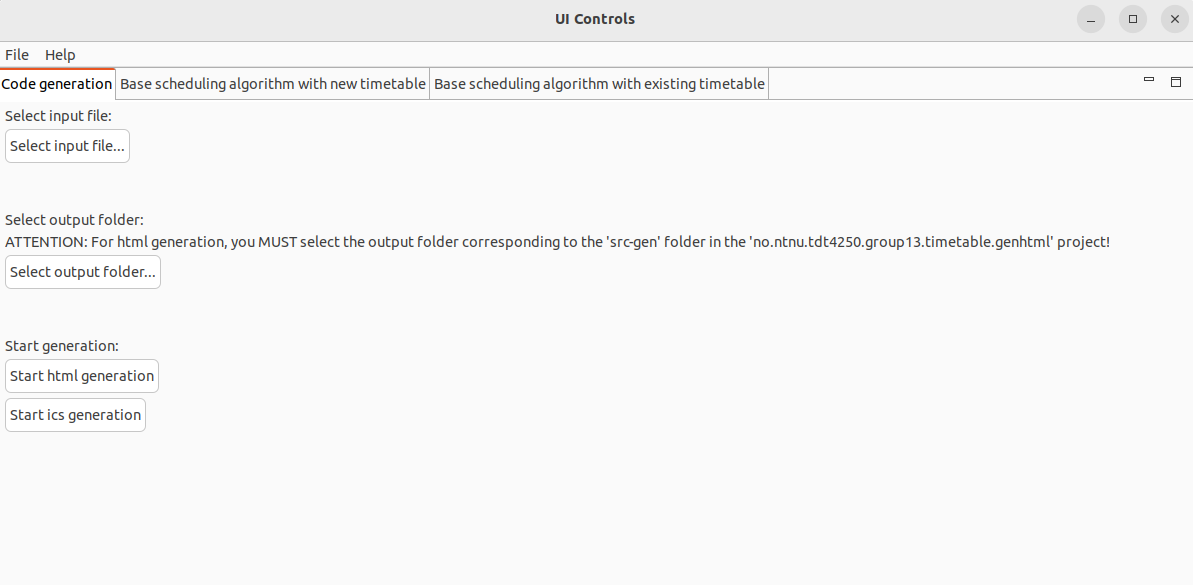 UI Controls
File Help
Code generation Base scheduling algorithm with new timetable Base scheduling algorithm with existing timetable
Select input file:
Select input file...
Select output folder:
ATTENTION: For html generation, you MUST select the output folder corresponding to the 'src-gen' folder in the 'no.ntnu.tdt4250.group13.timetable.genhtml' project!
Select output folder...
Start generation:
Start html generation
Start ics generation